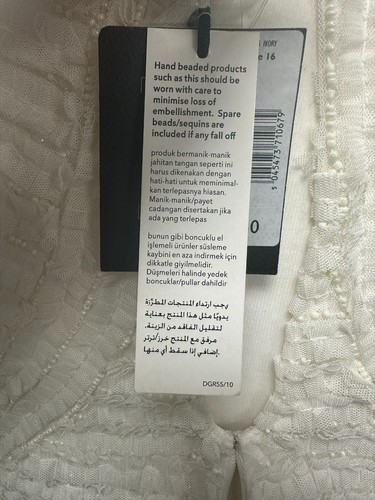 IVORY
e 16
Hand beaded products
such as this should be
worn with care to
minimise loss of
embellishment. Spare
beads/sequins are
included if any fall off
produk bermanik-manik
jahitan tangan seperti ini
harus dikenakan dengan
hati-hati untuk meminimal-
kan terlepasnya hiasan.
Manik-manik/payet
cadangan disertakan jika
ada yang terlepas
bunun gibi boncuklu el
işlemeli ürünler süsleme
kaybini en aza indirmek için
dikkatle giyilmelidir.
Düşmeleri halinde yedek
boncuklar/pullar dahildir
يجب ارتداء المنتجات المطرّزة
يدويًا مثل هذا المنتج بعناية
لتقليل الفاقد من الزينة.
مرفق مع المنتج خرز/ترتر
إضافي إذا سقط أي منها.
DGR55/10
5 045473 710679
0